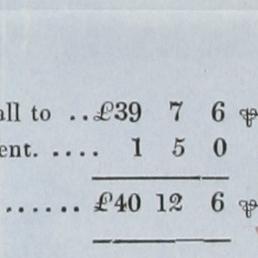 all to ..£39 7 6 ⅌
ent. .... 1 5 0
...... £40 12 6 ⅌